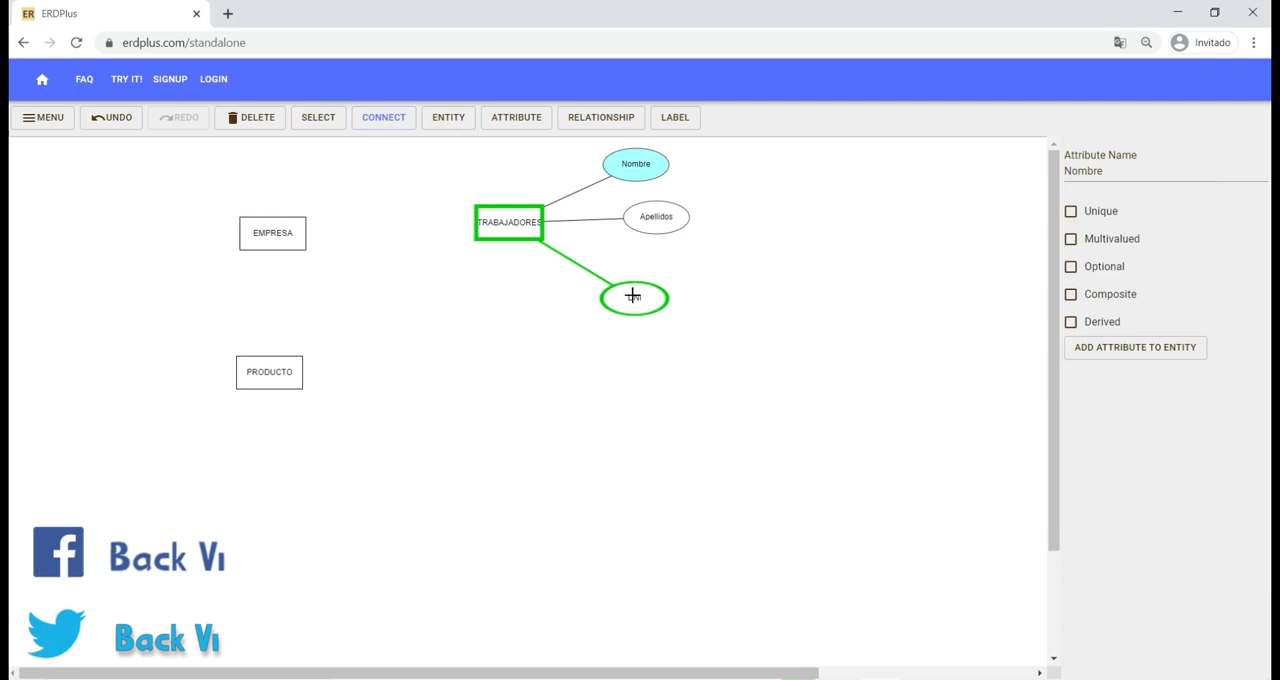 ER ERDPlus
erdplus.com/standalone
Invitado
FAQ TRY IT! SIGNUP LOGIN
MENU UNDO REDO DELETE SELECT CONNECT ENTITY ATTRIBUTE RELATIONSHIP LABEL
Nombre
TRABAJADORES
Apellidos
EMPRESA
PRODUCTO
Attribute Name
Nombre
Unique
Multivalued
Optional
Composite
Derived
ADD ATTRIBUTE TO ENTITY
f Back Vi
Back Vi